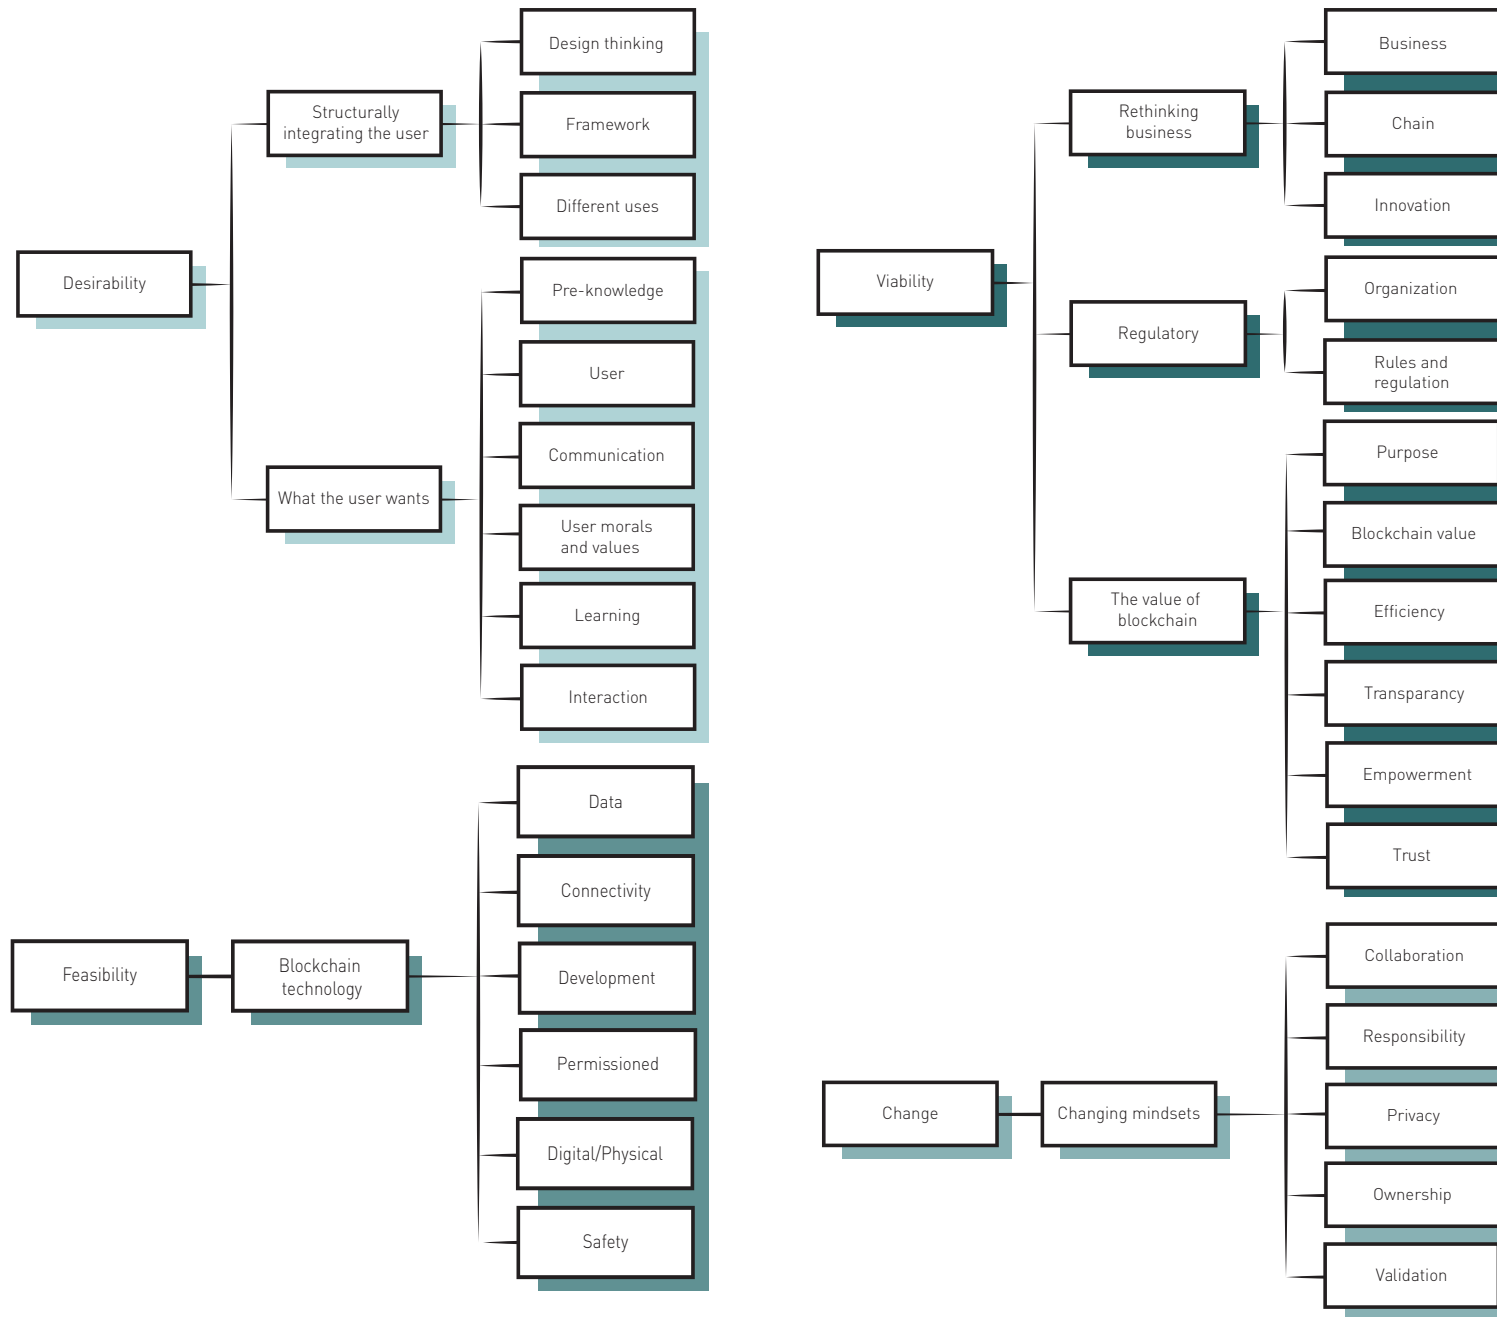 Desirability
Structurally
integrating the user
Design thinking
Framework
Different uses
What the user wants
Pre-knowledge
User
Communication
User morals
and values
Learning
Interaction
Feasibility
Blockchain
technology
Data
Connectivity
Development
Permissioned
Digital/Physical
Safety
Viability
Rethinking
business
Business
Chain
Innovation
Regulatory
Organization
Rules and
regulation
The value of
blockchain
Purpose
Blockchain value
Efficiency
Transparancy
Empowerment
Trust
Change
Changing mindsets
Collaboration
Responsibility
Privacy
Ownership
Validation